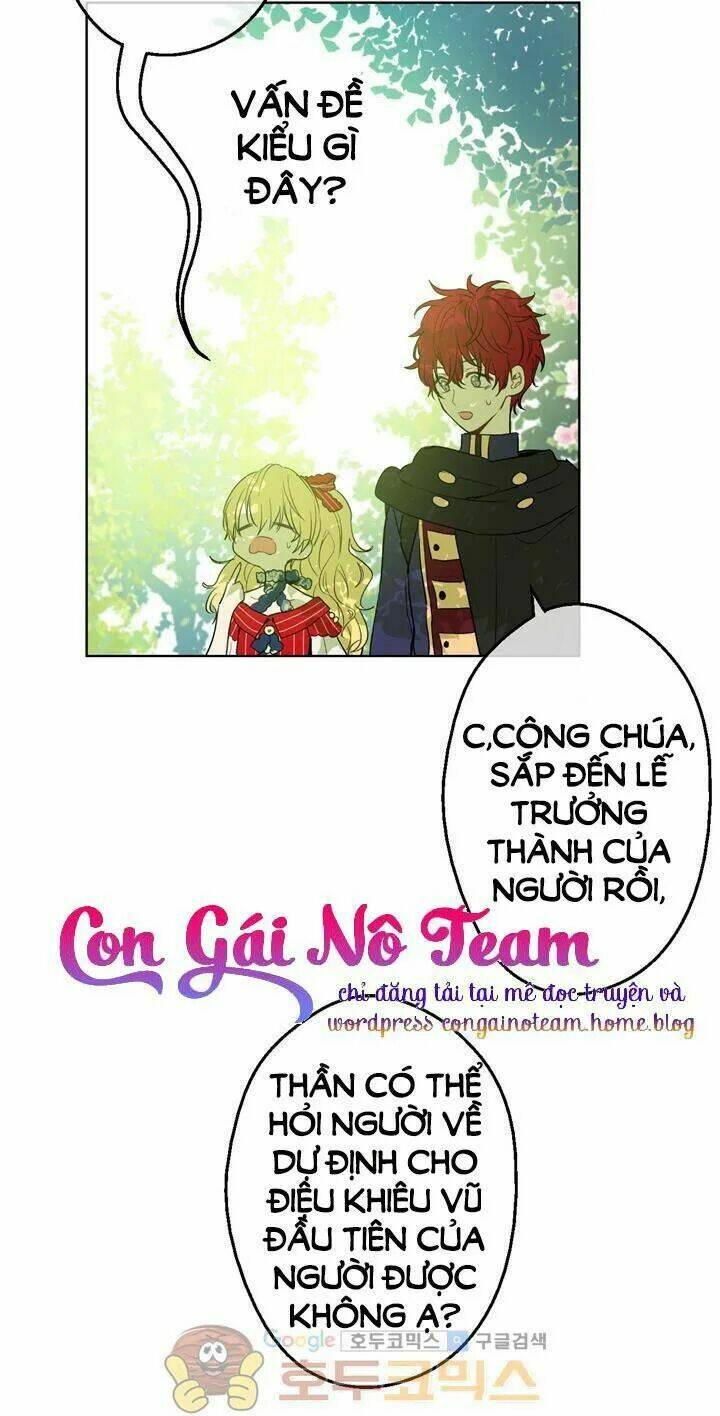 VẤN ĐỀ
KIỂU GÌ
ĐÂY?
C,CÔNG CHÚA,
SẮP ĐẾN LỄ
TRƯỞNG
THÀNH CỦA
NGƯỜI RỒI,
Con Gái Nô Team
chỉ đăng tải tại mê đọc truyện và
wordpress congainoteam.home.blog
THẦN CÓ THỂ
HỎI NGƯỜI VỀ
DỰ ĐỊNH CHO
ĐIỆU KHIÊU VŨ
ĐẦU TIÊN CỦA
NGƯỜI ĐƯỢC
KHÔNG Ạ?
Google 호두코믹스 구글검색
호두코믹스